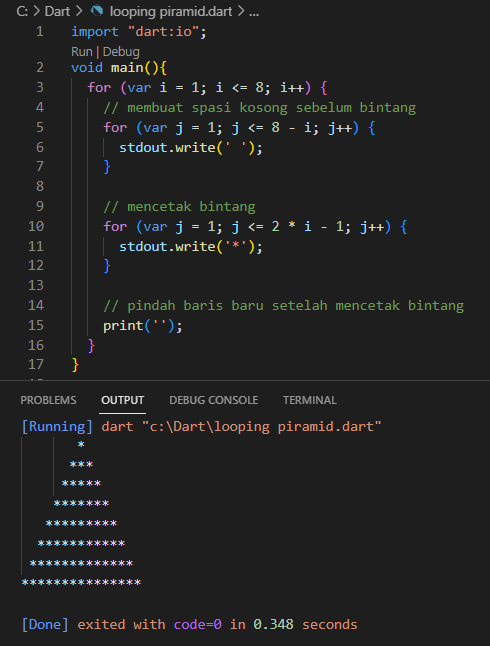 C: > Dart > looping piramid.dart > ...
1 import "dart:io";
Run | Debug
2 void main(){
3 for (var i = 1; i <= 8; i++) {
4 // membuat spasi kosong sebelum bintang
5 for (var j = 1; j <= 8 - i; j++) {
6 stdout.write(' ');
7 }
8
9 // mencetak bintang
10 for (var j = 1; j <= 2 * i - 1; j++) {
11 stdout.write('*');
12 }
13
14 // pindah baris baru setelah mencetak bintang
15 print('');
16 }
17 }
PROBLEMS OUTPUT DEBUG CONSOLE TERMINAL
[Running] dart "c:\Dart\looping piramid.dart"
       *
      ***
     *****
    *******
   *********
  ***********
 *************
***************
[Done] exited with code=0 in 0.348 seconds